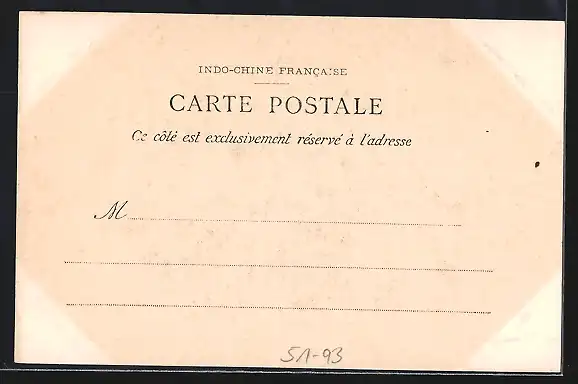 INDO-CHINE FRANÇAISE
CARTE POSTALE
Ce côté est exclusivement réservé à l'adresse
M
51-93